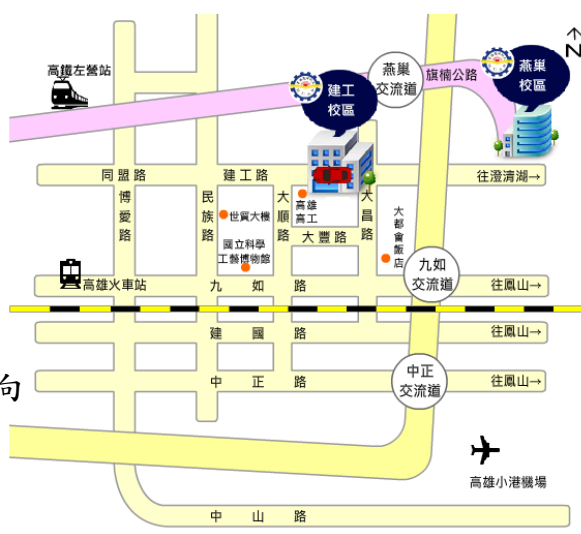 N
高鐵左營站
建工
校區
燕巢
交流道
旗楠公路
燕巢
校區
同盟路
建工路
往澄清湖→
博愛路
民族路
大順路
大昌路
世貿大樓
高雄
高工
大都會飯店
大豐路
國立科學
工藝博物館
高雄火車站
九如路
九如
交流道
往鳳山→
建國路
往鳳山→
向
中正路
中正
交流道
往鳳山→
高雄小港機場
中山路